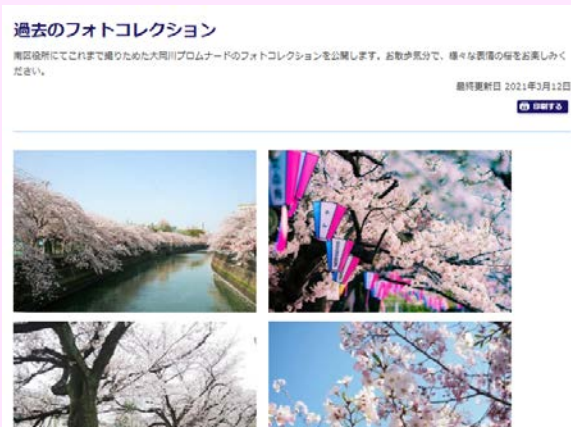 過去のフォトコレクション
南区役所にてこれまで撮りためた大岡川プロムナードのフォトコレクションを公開します。お散歩気分で、様々な表情の桜をお楽しみく
ださい。
最終更新日 2021年3月12日
印刷する